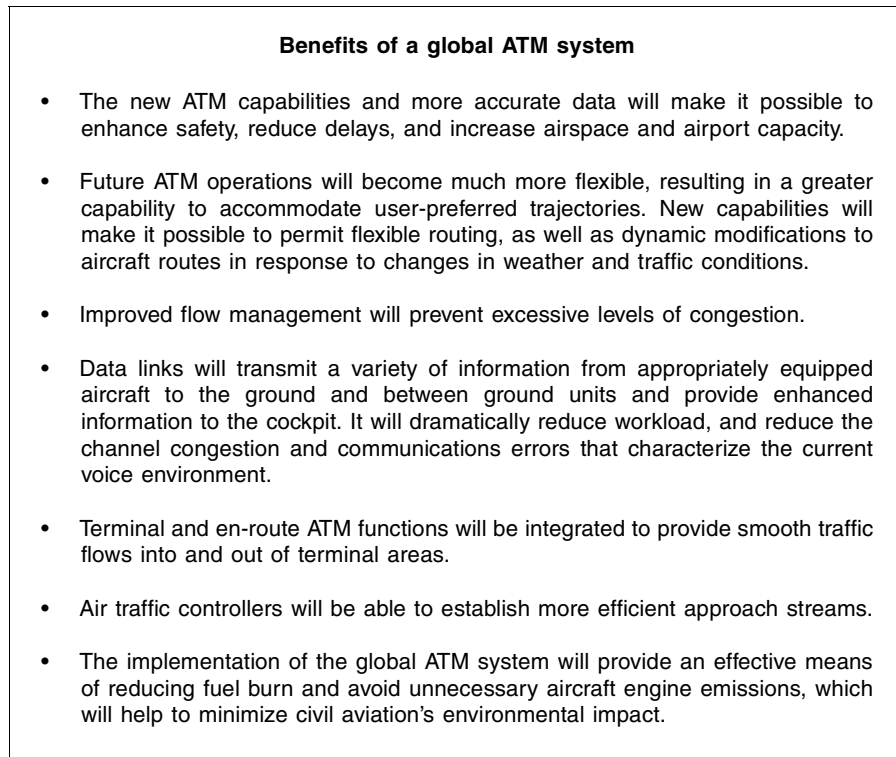 Benefits of a global ATM system
• The new ATM capabilities and more accurate data will make it possible to
enhance safety, reduce delays, and increase airspace and airport capacity.
• Future ATM operations will become much more flexible, resulting in a greater
capability to accommodate user-preferred trajectories. New capabilities will
make it possible to permit flexible routing, as well as dynamic modifications to
aircraft routes in response to changes in weather and traffic conditions.
• Improved flow management will prevent excessive levels of congestion.
• Data links will transmit a variety of information from appropriately equipped
aircraft to the ground and between ground units and provide enhanced
information to the cockpit. It will dramatically reduce workload, and reduce the
channel congestion and communications errors that characterize the current
voice environment.
• Terminal and en-route ATM functions will be integrated to provide smooth traffic
flows into and out of terminal areas.
• Air traffic controllers will be able to establish more efficient approach streams.
• The implementation of the global ATM system will provide an effective means
of reducing fuel burn and avoid unnecessary aircraft engine emissions, which
will help to minimize civil aviation's environmental impact.